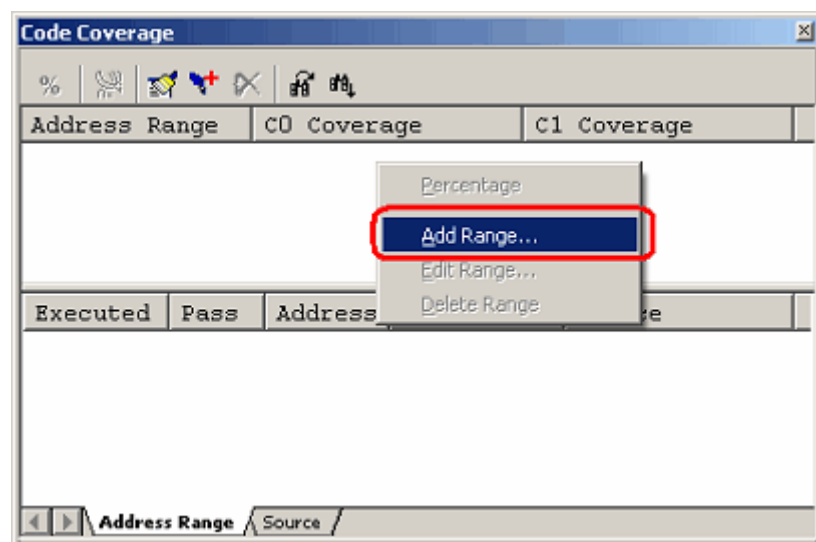 Code Coverage
%
Address Range C0 Coverage C1 Coverage
Percentage
Add Range...
Edit Range...
Delete Range
Executed Pass Address e
Address Range Source